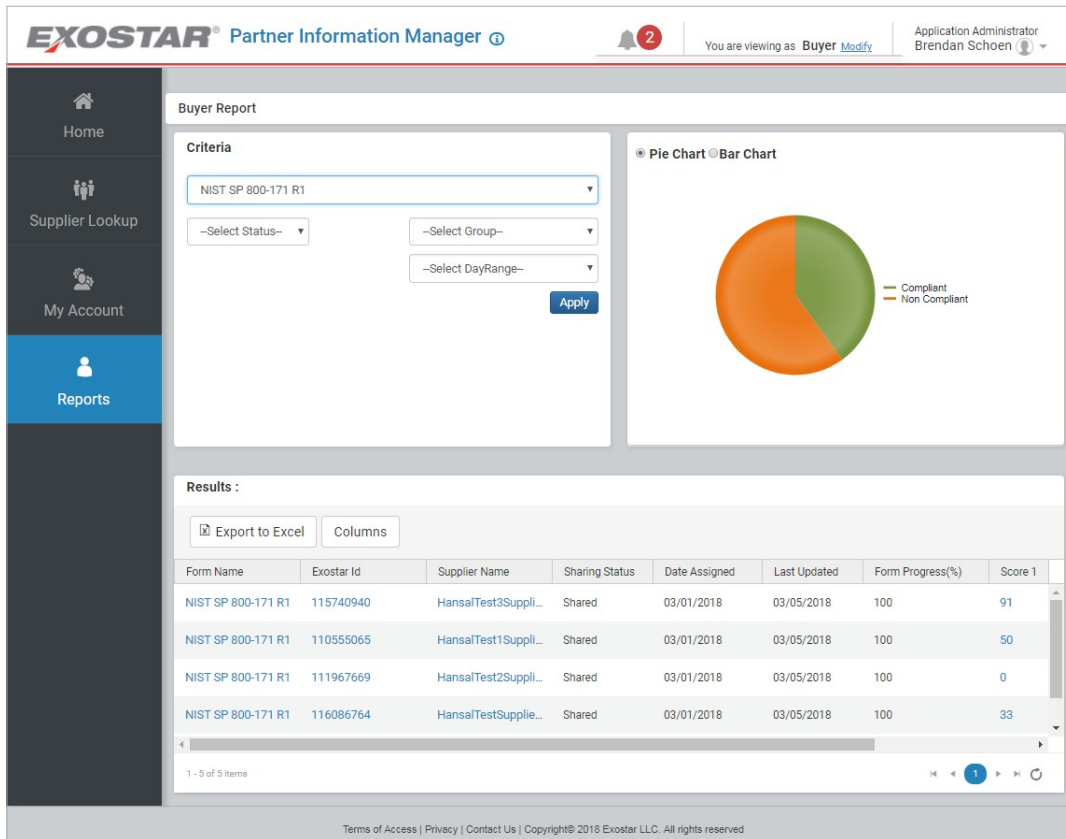 EXOSTAR® Partner Information Manager
2
You are viewing as Buyer Modify
Application Administrator
Brendan Schoen
Home
Supplier Lookup
My Account
Reports
Buyer Report
Criteria
NIST SP 800-171 R1
--Select Status-- --Select Group--
--Select DayRange--
Apply
Pie Chart Bar Chart
Compliant
Non Compliant
Results :
Export to Excel Columns
Form Name Exostar Id Supplier Name Sharing Status Date Assigned Last Updated Form Progress(%) Score 1
NIST SP 800-171 R1 115740940 HansalTest3Suppli... Shared 03/01/2018 03/05/2018 100 91
NIST SP 800-171 R1 110555065 HansalTest1Suppli... Shared 03/01/2018 03/05/2018 100 50
NIST SP 800-171 R1 111967669 HansalTest2Suppli... Shared 03/01/2018 03/05/2018 100 0
NIST SP 800-171 R1 116086764 HansalTestSupplie... Shared 03/01/2018 03/05/2018 100 33
1 - 5 of 5 items 1
Terms of Access | Privacy | Contact Us | Copyright© 2018 Exostar LLC. All rights reserved